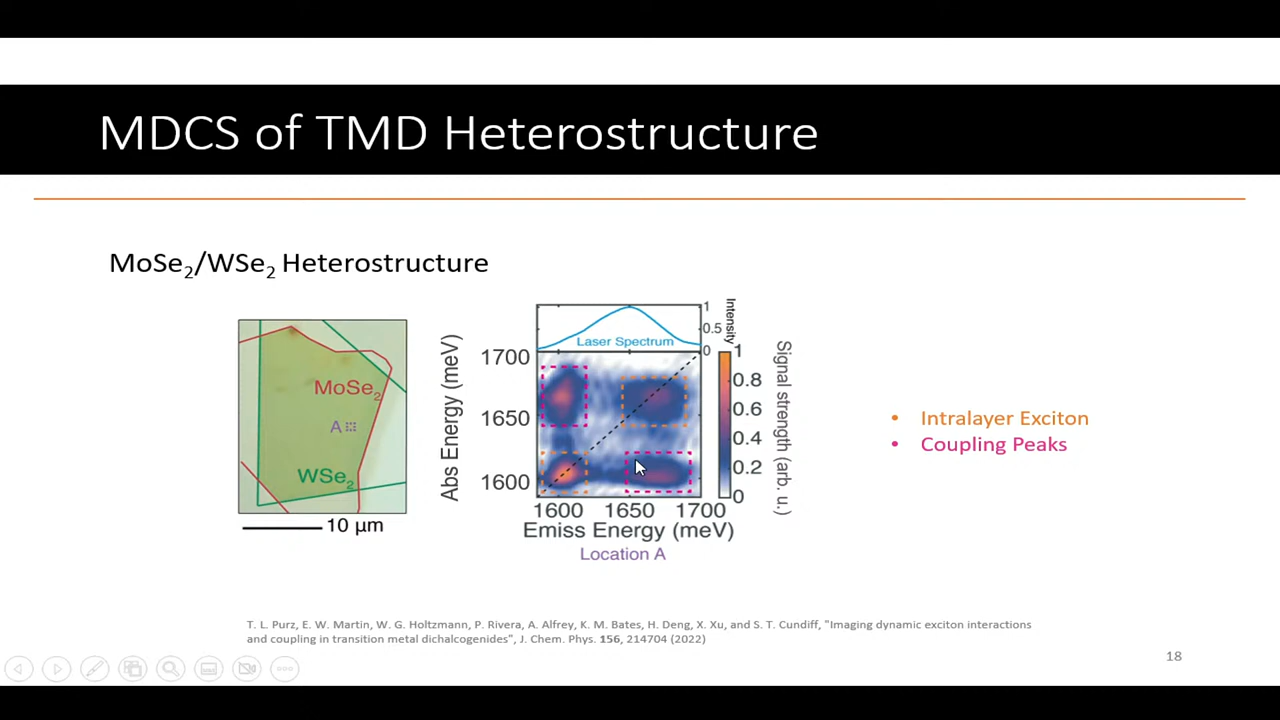 MDCS of TMD Heterostructure
MoSe2/WSe2 Heterostructure
MoSe2
A
WSe2
10 µm
Laser Spectrum
1
0.5
0
Intensity
Abs Energy (meV)
1700
1650
1600
1600 1650 1700
Emiss Energy (meV)
Location A
1
0.8
0.6
0.4
0.2
0
Signal strength (arb. u.)
• Intralayer Exciton
• Coupling Peaks
T. L. Purz, E. W. Martin, W. G. Holtzmann, P. Rivera, A. Alfrey, K. M. Bates, H. Deng, X. Xu, and S. T. Cundiff, "Imaging dynamic exciton interactions
and coupling in transition metal dichalcogenides", J. Chem. Phys. 156, 214704 (2022)
18